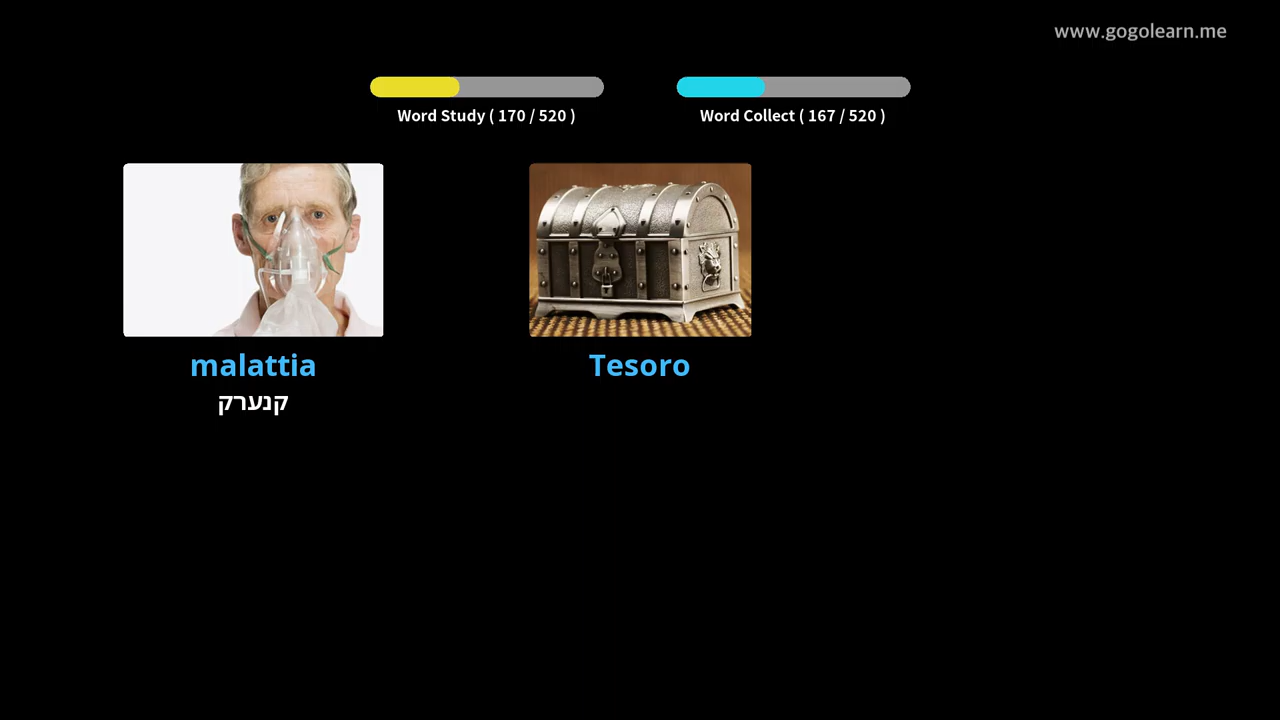 www.gogolearn.me
Word Study ( 170 / 520 )
Word Collect ( 167 / 520 )
malattia
קנערק
Tesoro